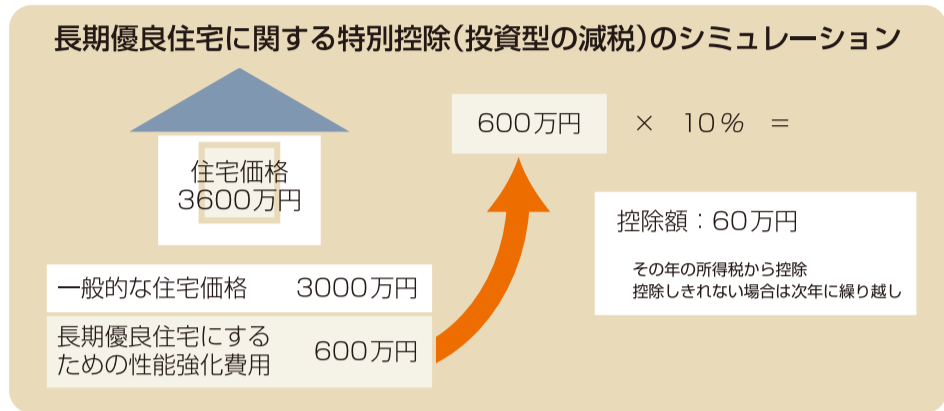 長期優良住宅に関する特別控除(投資型の減税)のシミュレーション
住宅価格
3600万円
一般的な住宅価格 3000万円
長期優良住宅にする
ための性能強化費用 600万円
600万円 × 10% =
控除額：60万円
その年の所得税から控除
控除しきれない場合は次年に繰り越し